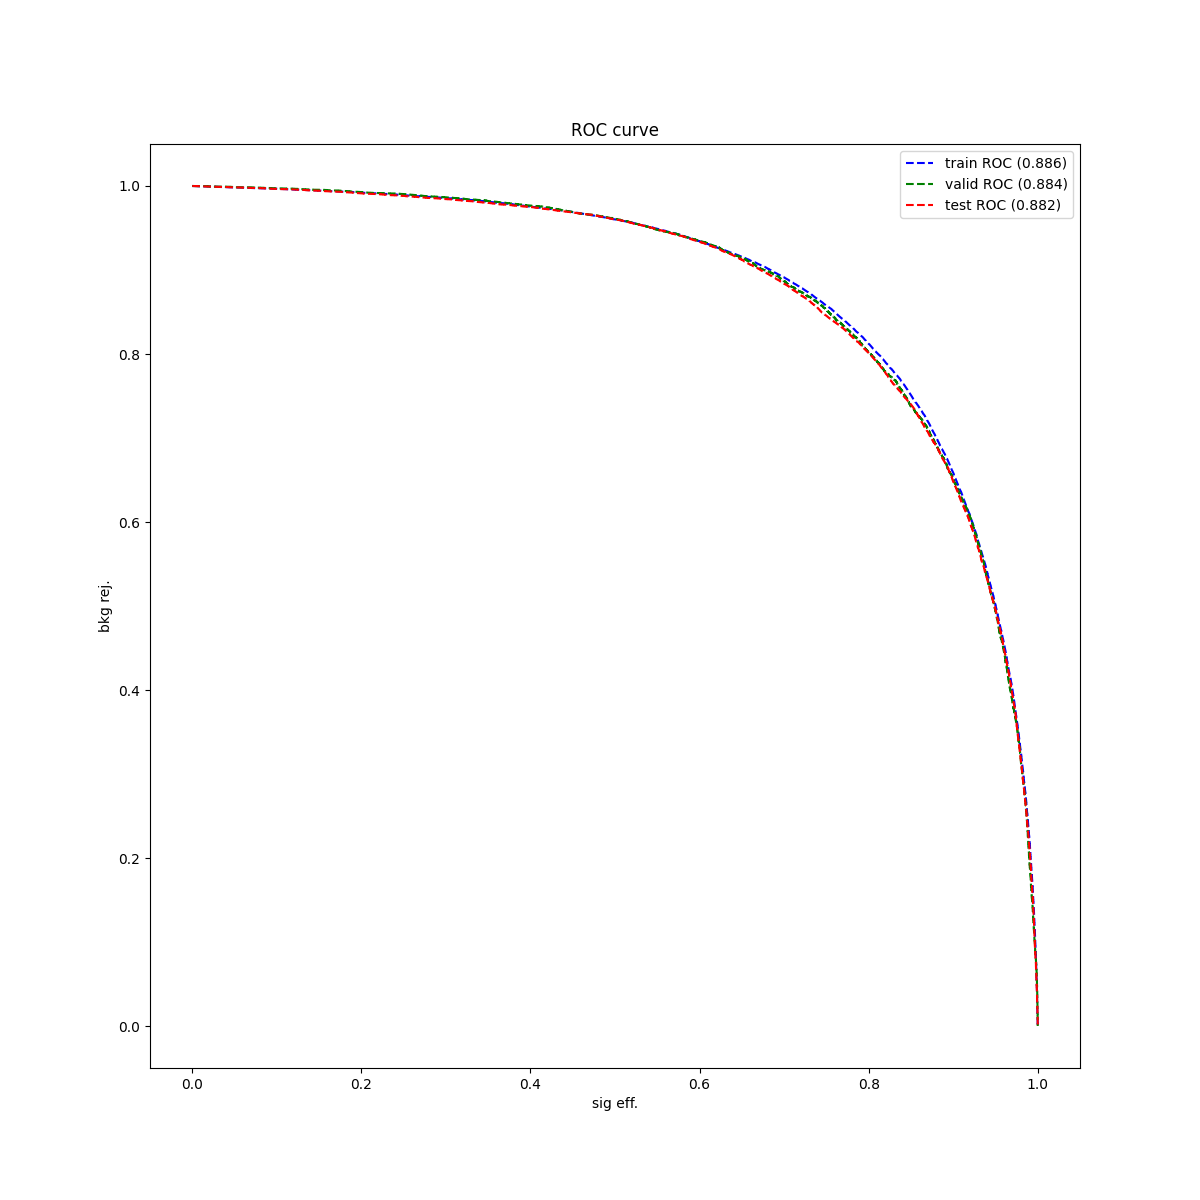 ROC curve
train ROC (0.886)
valid ROC (0.884)
test ROC (0.882)
1.0
0.8
0.6
0.4
0.2
0.0
bkg rej.
0.0 0.2 0.4 0.6 0.8 1.0
sig eff.